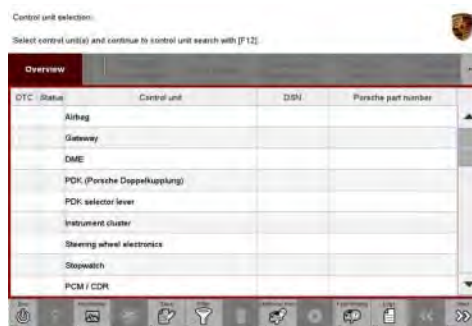 Control unit selection:
Select control unit(s) and continue to control unit search with [F12].
Overview
DTC Status Control unit DSN Porsche part number
Airbag
Gateway
DME
PDK (Porsche Doppelkupplung)
PDK selector lever
Instrument cluster
Steering wheel electronics
Stopwatch
PCM / CDR